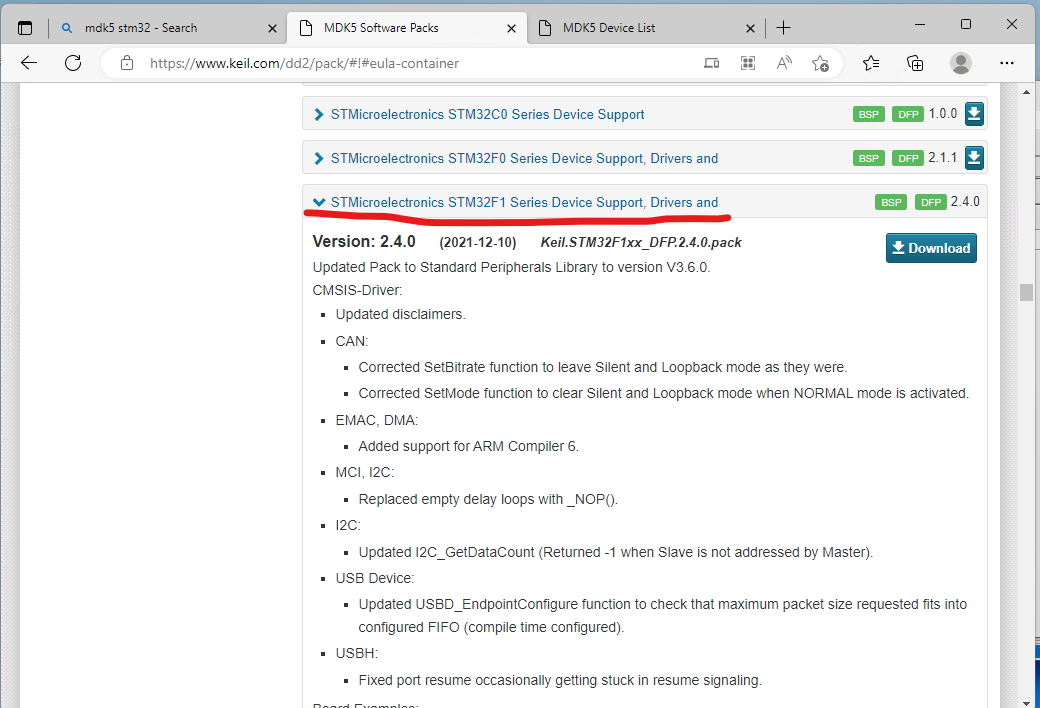 mdk5 stm32 - Search
MDK5 Software Packs
MDK5 Device List
https://www.keil.com/dd2/pack/#!#eula-container
STMicroelectronics STM32C0 Series Device Support BSP DFP 1.0.0
STMicroelectronics STM32F0 Series Device Support, Drivers and BSP DFP 2.1.1
STMicroelectronics STM32F1 Series Device Support, Drivers and BSP DFP 2.4.0
Version: 2.4.0 (2021-12-10) Keil.STM32F1xx_DFP.2.4.0.pack Download
Updated Pack to Standard Peripherals Library to version V3.6.0.
CMSIS-Driver:
Updated disclaimers.
CAN:
Corrected SetBitrate function to leave Silent and Loopback mode as they were.
Corrected SetMode function to clear Silent and Loopback mode when NORMAL mode is activated.
EMAC, DMA:
Added support for ARM Compiler 6.
MCI, I2C:
Replaced empty delay loops with _NOP().
I2C:
Updated I2C_GetDataCount (Returned -1 when Slave is not addressed by Master).
USB Device:
Updated USBD_EndpointConfigure function to check that maximum packet size requested fits into
configured FIFO (compile time configured).
USBH:
Fixed port resume occasionally getting stuck in resume signaling.
Board Examples: